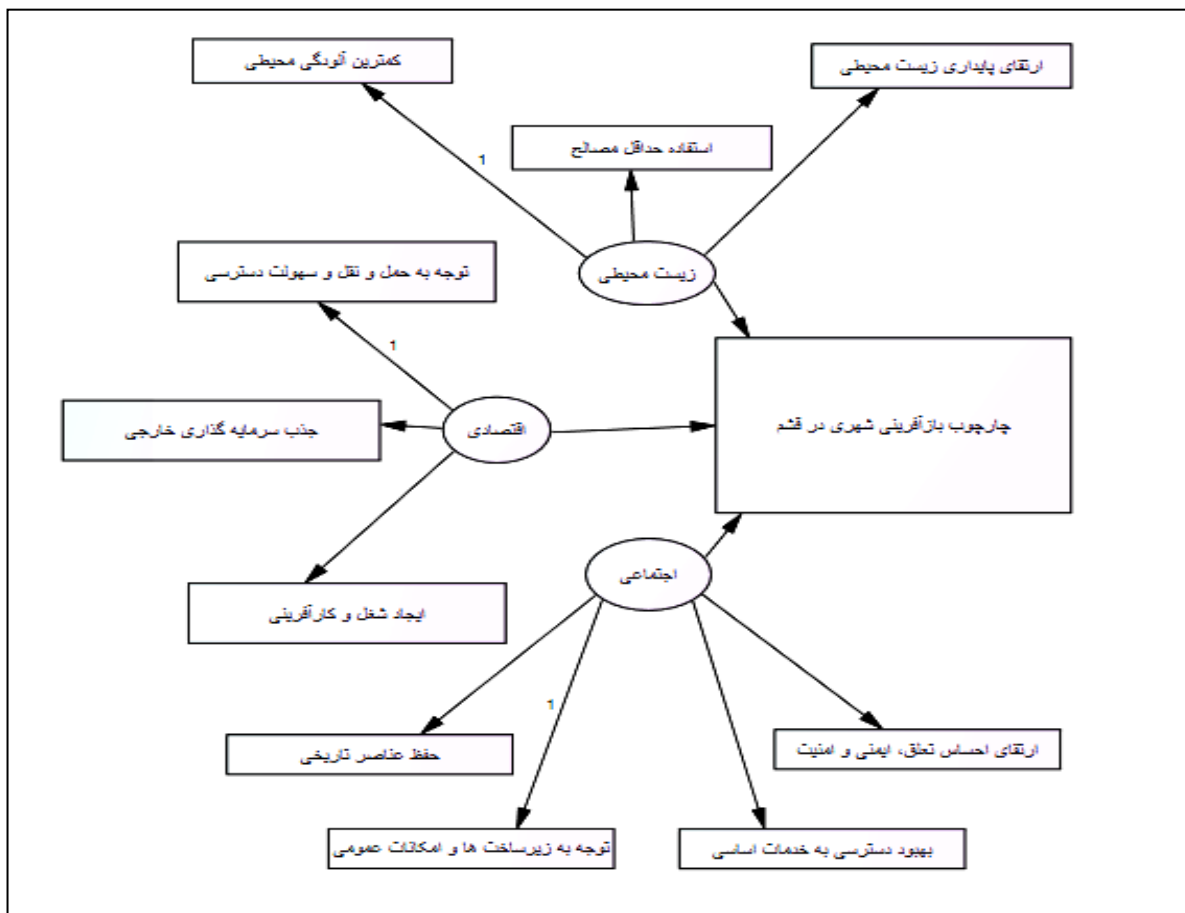 کمترین آلودگی محیطی
ارتقای پایداری زیست محیطی
استفاده حداقل مصالح
1
زیست محیطی
توجه به حمل و نقل و سهولت دسترسی
1
جذب سرمایه گذاری خارجی
اقتصادی
چارچوب بازآفرینی شهری در قشم
اجتماعی
ایجاد شغل و کارآفرینی
1
حفظ عناصر تاریخی
ارتقای احساس تعلق، ایمنی و امنیت
توجه به زیرساخت ها و امکانات عمومی
بهبود دسترسی به خدمات اساسی